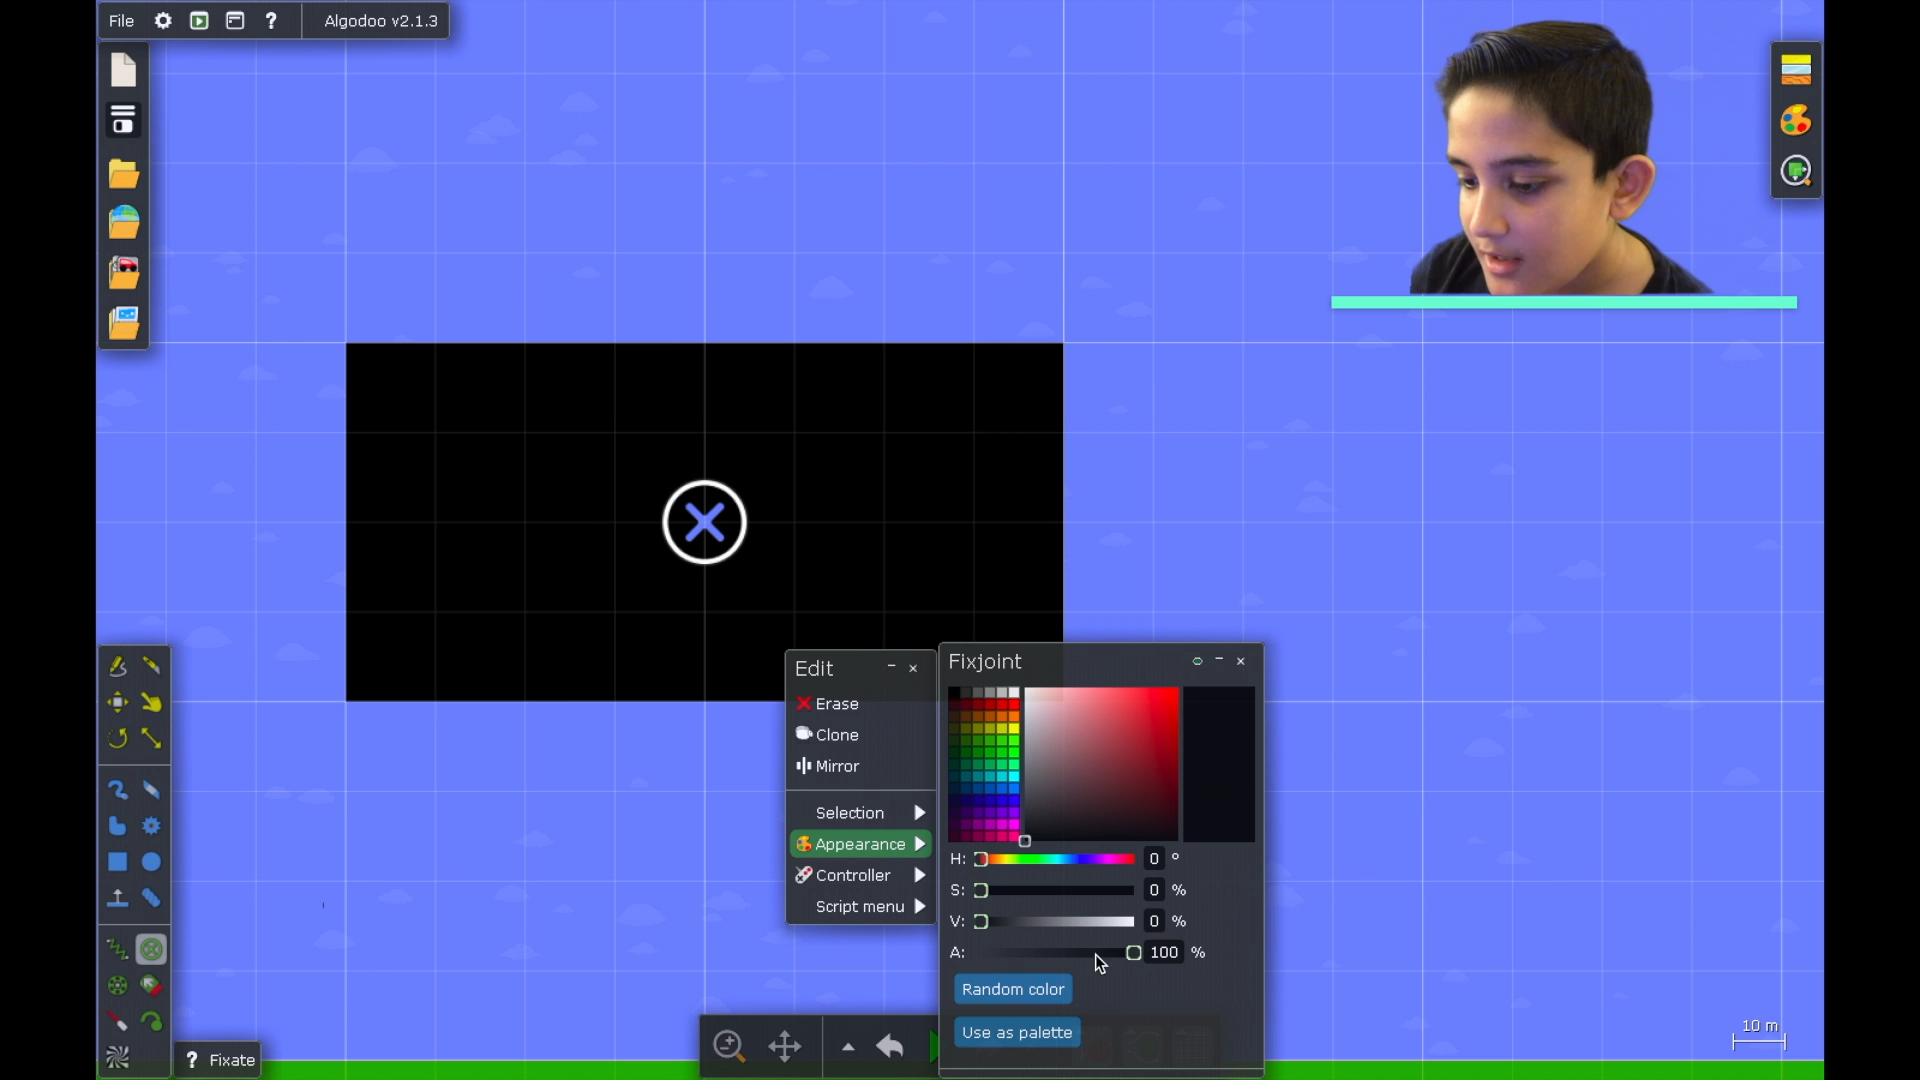 File ? Algodoo v2.1.3
Edit
Erase
Clone
Mirror
Selection
Appearance
Controller
Script menu
Fixjoint
H: 0 °
S: 0 %
V: 0 %
A: 100 %
Random color
Use as palette
? Fixate
10 m